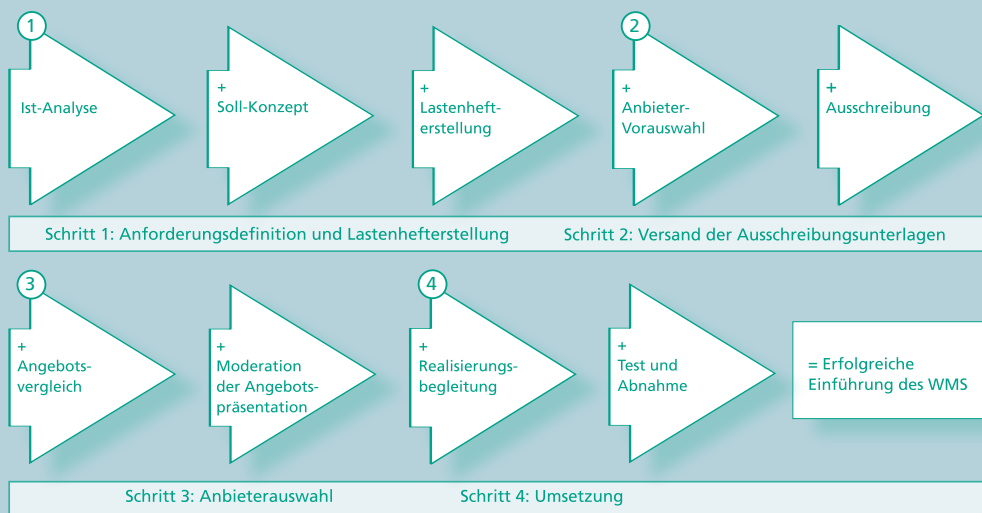 1
Ist-Analyse
+
Soll-Konzept
+
Lastenheft-
erstellung
2
+
Anbieter-
Vorauswahl
+
Ausschreibung
Schritt 1: Anforderungsdefinition und Lastenhefterstellung
Schritt 2: Versand der Ausschreibungsunterlagen
3
+
Angebots-
vergleich
+
Moderation
der Angebots-
präsentation
4
+
Realisierungs-
begleitung
+
Test und
Abnahme
= Erfolgreiche
Einführung des WMS
Schritt 3: Anbieterauswahl
Schritt 4: Umsetzung